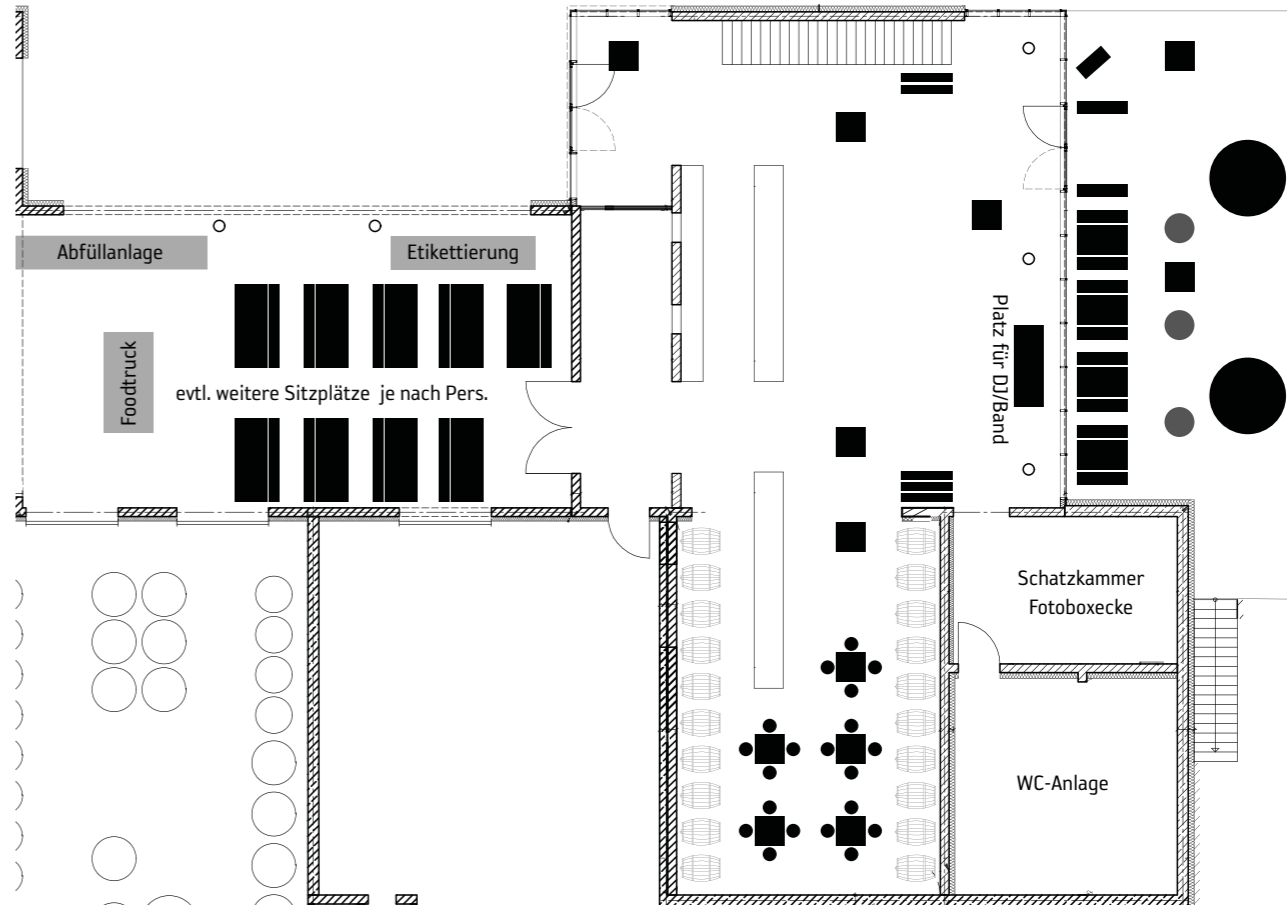 Abfüllanlage
Etikettierung
Foodtruck
evtl. weitere Sitzplätze je nach Pers.
Platz für DJ/Band
Schatzkammer
Fotoboxecke
WC-Anlage